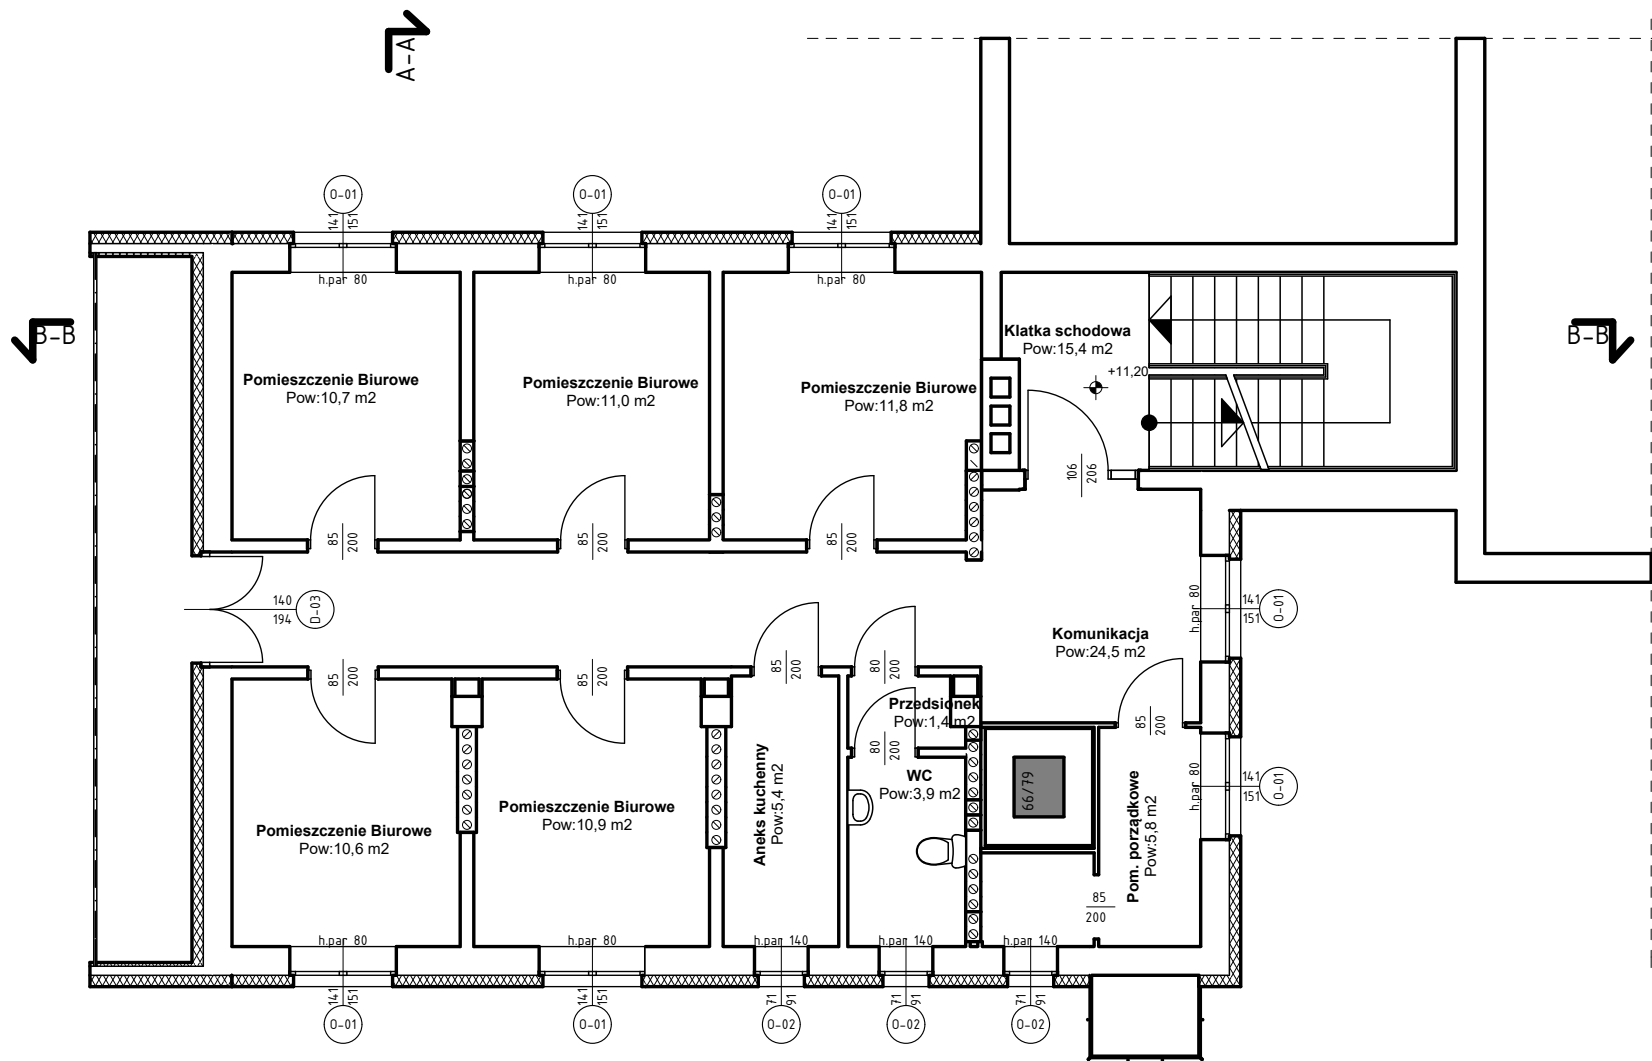 A-A
O-01
O-01
O-01
141
151
141
151
141
151
h.par 80
h.par 80
h.par 80
B-B
B-B
Klatka schodowa
Pow:15,4 m2
+11,20
Pomieszczenie Biurowe
Pow:10,7 m2
Pomieszczenie Biurowe
Pow:11,0 m2
Pomieszczenie Biurowe
Pow:11,8 m2
106
206
85
200
85
200
85
200
140
194
D-03
h.par 80
141
151
O-01
Komunikacja
Pow:24,5 m2
85
200
85
200
85
200
80
200
Przedsionek
Pow:1,4 m2
85
200
80
200
WC
Pow:3,9 m2
66/79
h.par 80
141
151
O-01
Aneks kuchenny
Pow:5,4 m2
Pom. porządkowe
Pow:5,8 m2
Pomieszczenie Biurowe
Pow:10,6 m2
Pomieszczenie Biurowe
Pow:10,9 m2
85
200
h.par 80
h.par 80
h.par 140
h.par 140
h.par 140
141
151
141
151
71
91
71
91
71
91
O-01
O-01
O-02
O-02
O-02